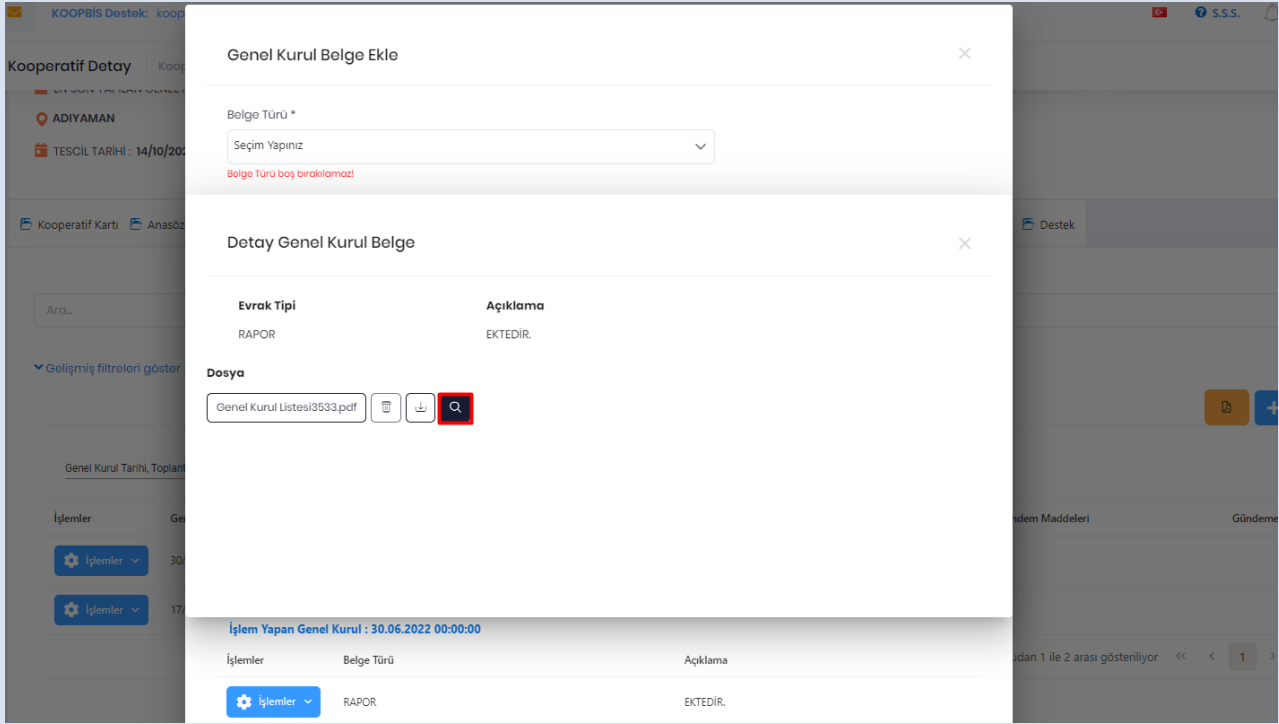 KOOPBİS Destek: koop
S.S.S.
Kooperatif Detay
Koop
ADIYAMAN
TESCİL TARİHİ : 14/10/202
Kooperatif Kartı
Anasöz
Destek
Ara...
Gelişmiş filtreleri göster
Genel Kurul Tarihi, Toplant
İşlemler
Ge
ndem Maddeleri
Gündeme
İşlemler
30/
İşlemler
17/
udan 1 ile 2 arası gösteriliyor
1
Genel Kurul Belge Ekle
Belge Türü *
Seçim Yapınız
Belge Türü boş bırakılamaz!
Detay Genel Kurul Belge
Evrak Tipi
Açıklama
RAPOR
EKTEDİR.
Dosya
Genel Kurul Listesi3533.pdf
İşlem Yapan Genel Kurul : 30.06.2022 00:00:00
İşlemler
Belge Türü
Açıklama
İşlemler
RAPOR
EKTEDİR.